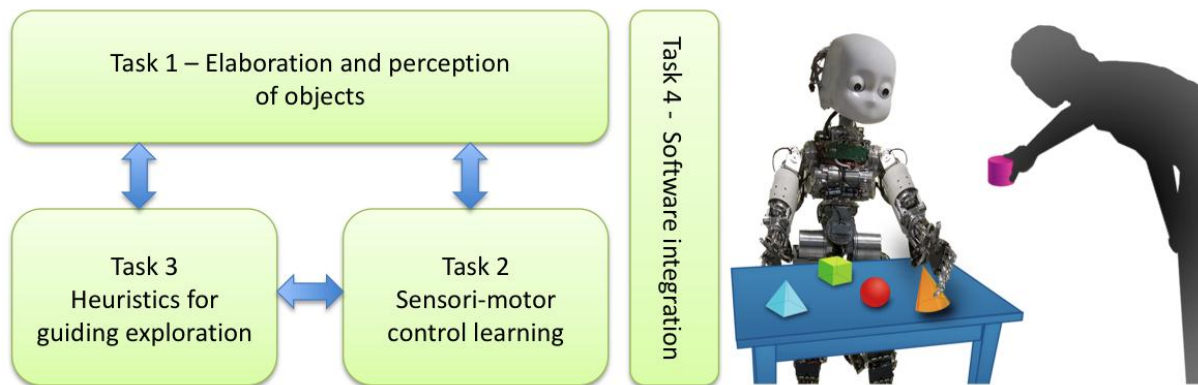 Task 1 – Elaboration and perception
of objects
Task 3
Heuristics for
guiding exploration
Task 2
Sensori-motor
control learning
Task 4 - Software integration